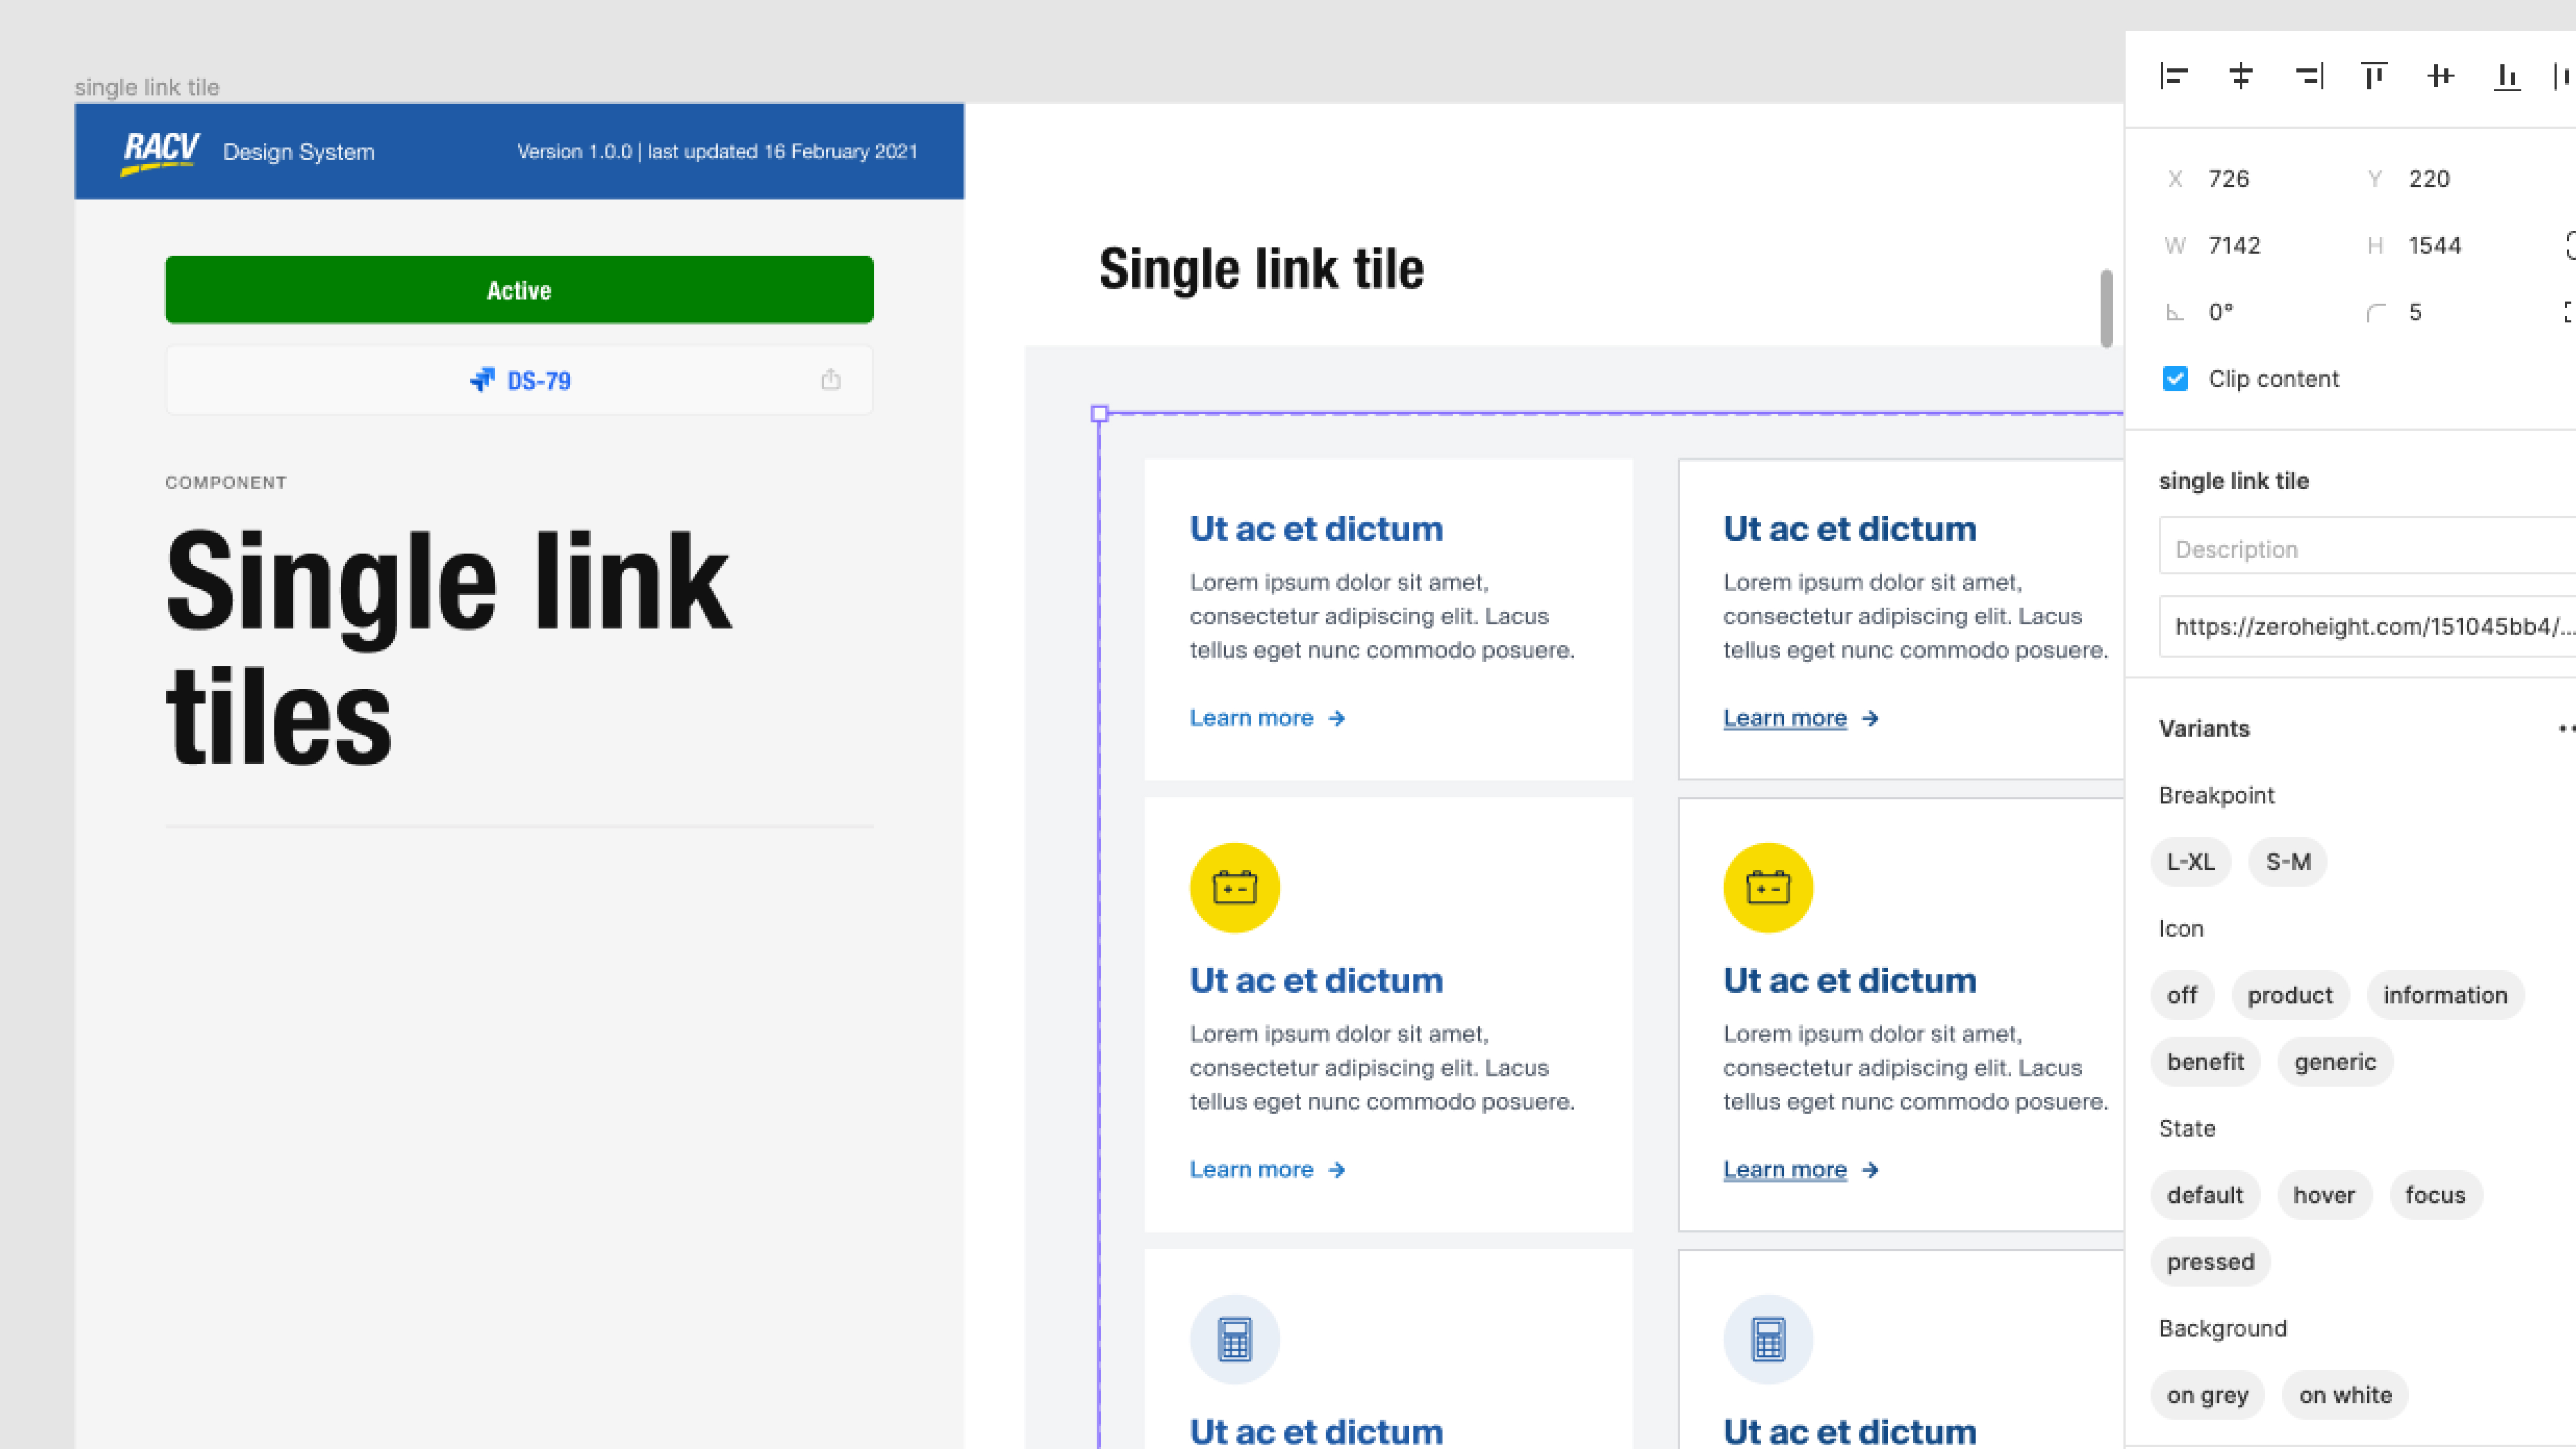 single link tile
RACV Design System Version 1.0.0 | last updated 16 February 2021
Active
DS-79
COMPONENT
Single link
tiles
Single link tile
Ut ac et dictum
Lorem ipsum dolor sit amet,
consectetur adipiscing elit. Lacus
tellus eget nunc commodo posuere.
Learn more →
Ut ac et dictum
Lorem ipsum dolor sit amet,
consectetur adipiscing elit. Lacus
tellus eget nunc commodo posuere.
Learn more →
Ut ac et dictum
Lorem ipsum dolor sit amet,
consectetur adipiscing elit. Lacus
tellus eget nunc commodo posuere.
Learn more →
Ut ac et dictum
Lorem ipsum dolor sit amet,
consectetur adipiscing elit. Lacus
tellus eget nunc commodo posuere.
Learn more →
Ut ac et dictum
Ut ac et dictum
X 726 Y 220
W 7142 H 1544
0° 5
Clip content
single link tile
Description
https://zeroheight.com/151045bb4/...
Variants
Breakpoint
L-XL S-M
Icon
off product information
benefit generic
State
default hover focus
pressed
Background
on grey on white